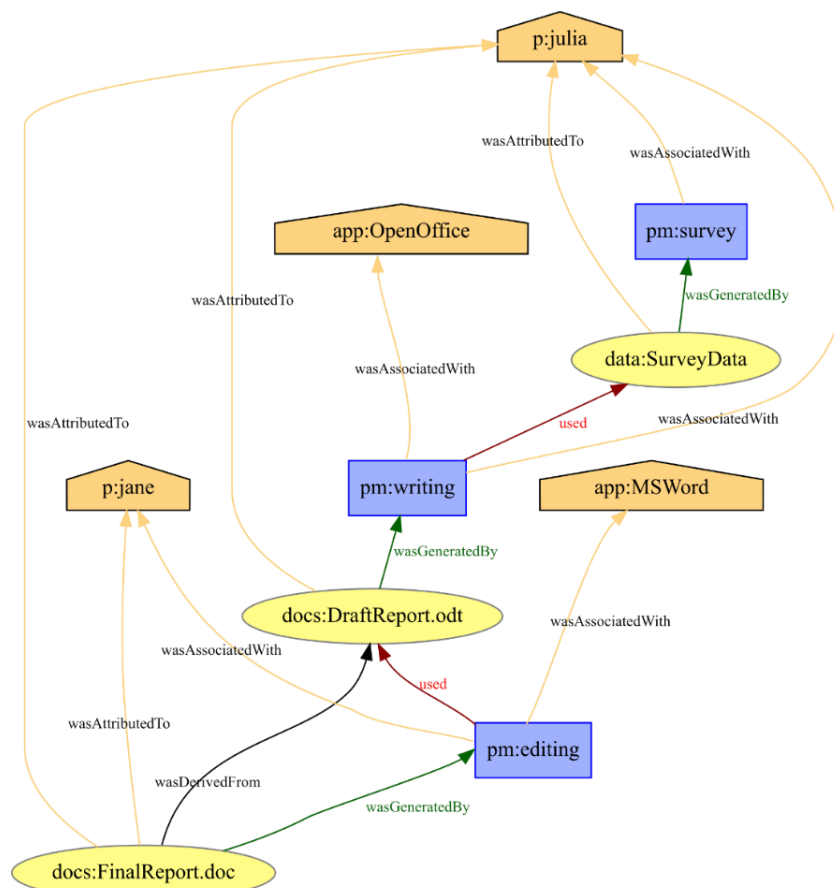 p:julia
wasAttributedTo
wasAssociatedWith
pm:survey
app:OpenOffice
wasAttributedTo
wasGeneratedBy
data:SurveyData
wasAssociatedWith
wasAttributedTo
used
wasAssociatedWith
p:jane
pm:writing
app:MSWord
wasGeneratedBy
docs:DraftReport.odt
wasAssociatedWith
wasAssociatedWith
used
wasAttributedTo
pm:editing
wasDerivedFrom
wasGeneratedBy
docs:FinalReport.doc